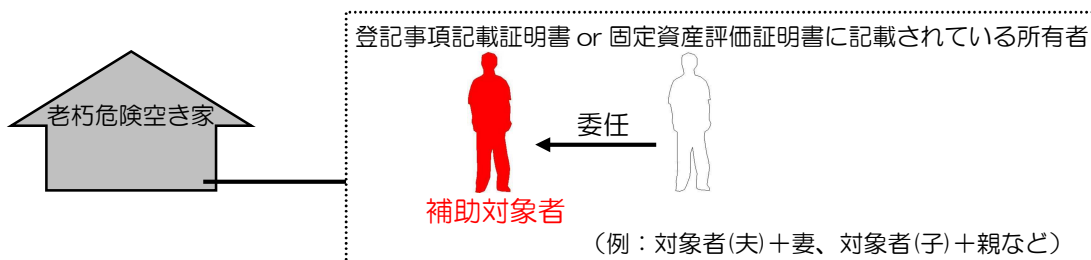 登記事項記載証明書 or 固定資産評価証明書に記載されている所有者
老朽危険空き家
委任
補助対象者
（例：対象者(夫)＋妻、対象者(子)＋親など）